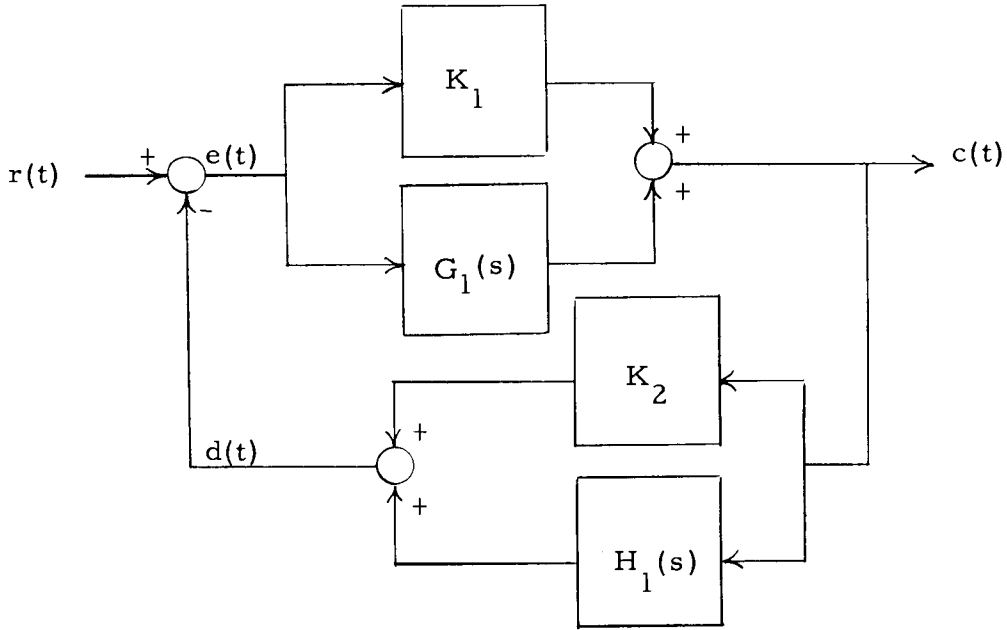 K₁
r(t)
+
e(t)
+
c(t)
-
+
G₁(s)
K₂
+
d(t)
+
H₁(s)